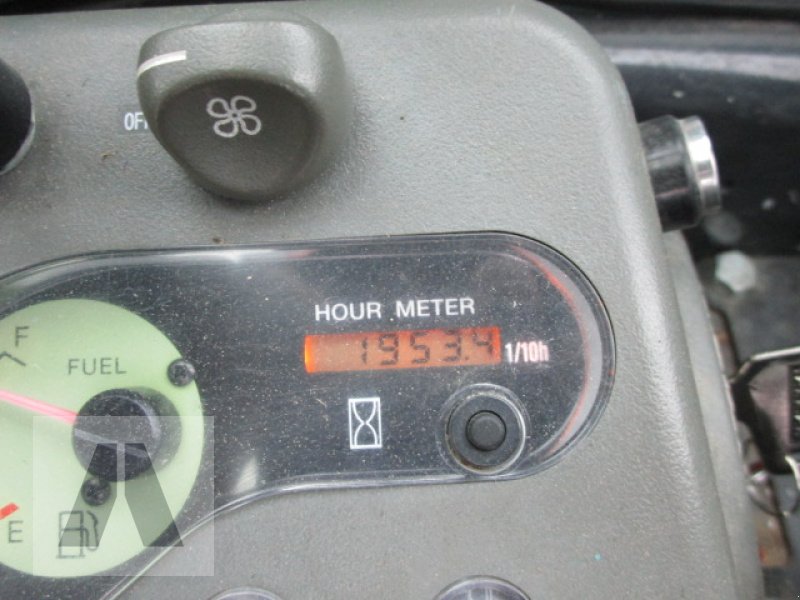 OFF
HOUR METER
1953.4 1/10h
F
FUEL
E